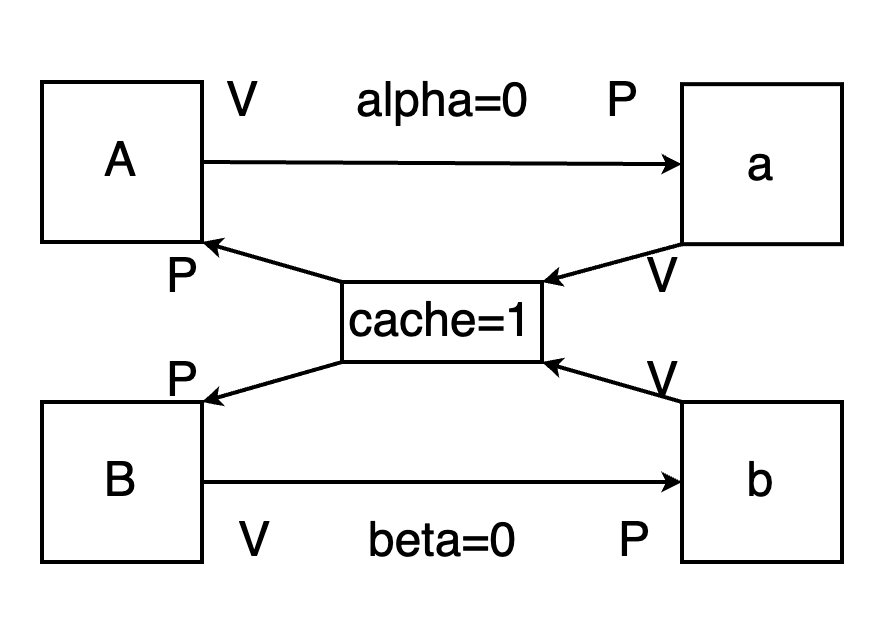 V alpha=0 P
A a
P V
cache=1
P V
B b
V beta=0 P